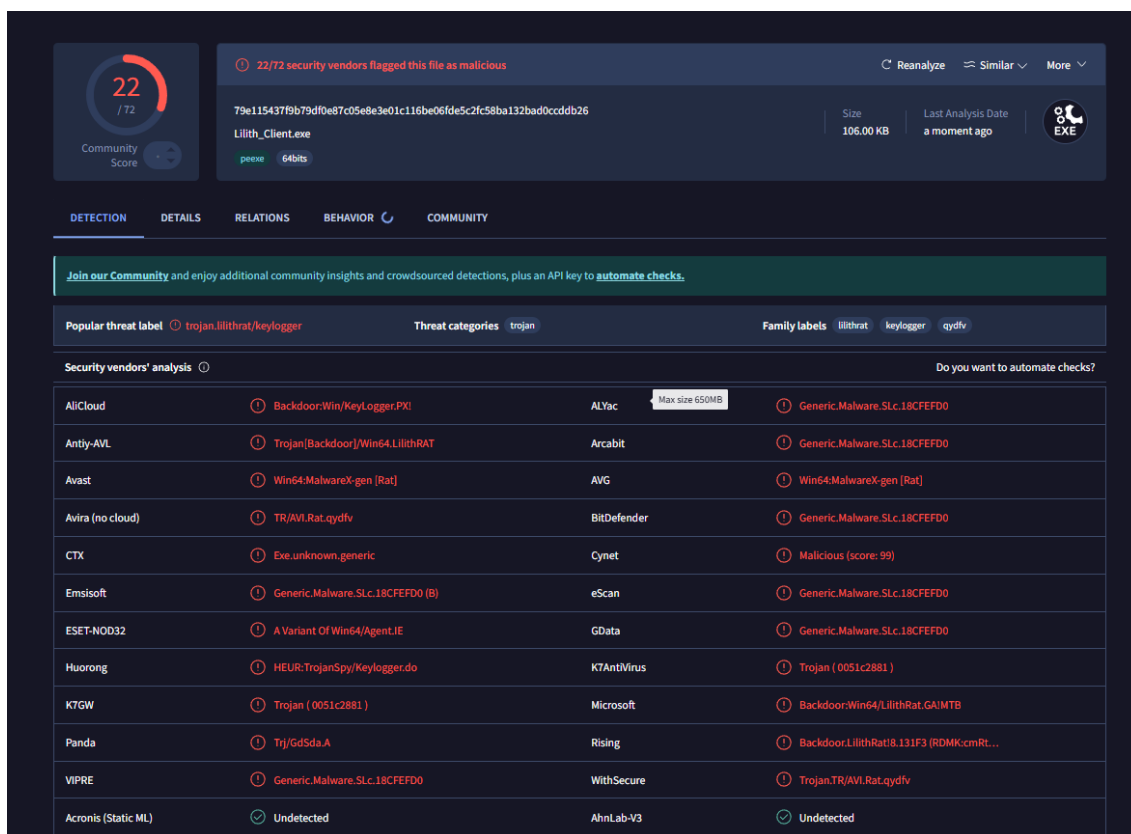 22
/ 72
Community
Score
22/72 security vendors flagged this file as malicious
Reanalyze
Similar
More
79e115437f9b79df0e87c05e8e3e01c116be06fde5c2fc58ba132bad0ccddb26
Lilith_Client.exe
peexe 64bits
Size
106.00 KB
Last Analysis Date
a moment ago
EXE
DETECTION DETAILS RELATIONS BEHAVIOR COMMUNITY
Join our Community and enjoy additional community insights and crowdsourced detections, plus an API key to automate checks.
Popular threat label trojan.lilithrat/keylogger Threat categories trojan Family labels lilithrat keylogger qydfv
Security vendors' analysis Do you want to automate checks?
AliCloud Backdoor:Win/KeyLogger.PX! ALYac Max size 650MB Generic.Malware.SLc.18CFEFD0
Antiy-AVL Trojan[Backdoor]/Win64.LilithRAT Arcabit Generic.Malware.SLc.18CFEFD0
Avast Win64:MalwareX-gen [Rat] AVG Win64:MalwareX-gen [Rat]
Avira (no cloud) TR/AVI.Rat.qydfv BitDefender Generic.Malware.SLc.18CFEFD0
CTX Exe.unknown.generic Cynet Malicious (score: 99)
Emsisoft Generic.Malware.SLc.18CFEFD0 (B) eScan Generic.Malware.SLc.18CFEFD0
ESET-NOD32 A Variant Of Win64/Agent.IE GData Generic.Malware.SLc.18CFEFD0
Huorong HEUR:TrojanSpy/Keylogger.do K7AntiVirus Trojan ( 0051c2881 )
K7GW Trojan ( 0051c2881 ) Microsoft Backdoor:Win64/LilithRat.GA!MTB
Panda Trj/GdSda.A Rising Backdoor.LilithRat!8.131F3 (RDMK:cmRt...
VIPRE Generic.Malware.SLc.18CFEFD0 WithSecure Trojan.TR/AVI.Rat.qydfv
Acronis (Static ML) Undetected AhnLab-V3 Undetected